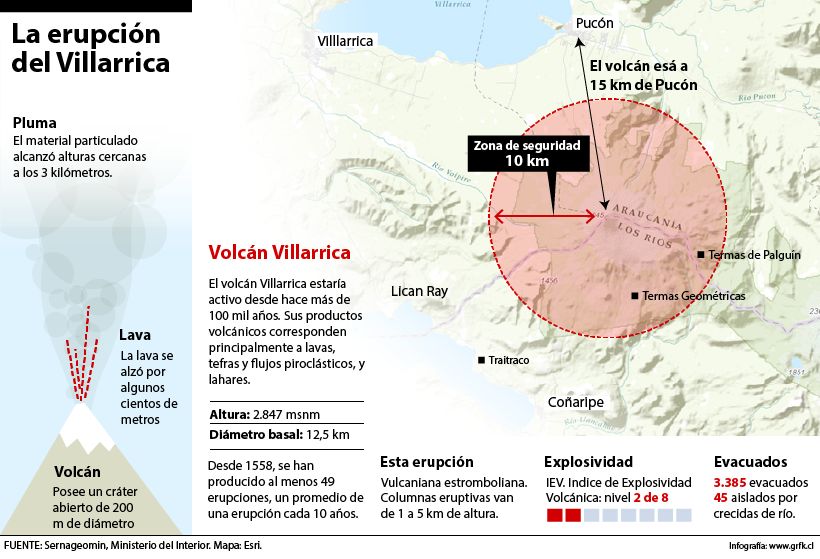 La erupción
del Villarrica
Pluma
El material particulado
alcanzó alturas cercanas
a los 3 kilómetros.
Lava
La lava se
alzó por
algunos
cientos de
metros
Volcán
Posee un cráter
abierto de 200
m de diámetro
Villarrica
Pucón
Villlarrica
El volcán esá a
15 km de Pucón
Río Pucón
Zona de seguridad
10 km
Río Voipire
ARAUCANÍA
LOS RIOS
Termas de Palguín
Termas Geométricas
1456
Lican Ray
Traitraco
1851
Coñaripe
Volcán Villarrica
El volcán Villarrica estaría
activo desde hace más de
100 mil años. Sus productos
volcánicos corresponden
principalmente a lavas,
tefras y flujos piroclásticos, y
lahares.
Altura: 2.847 msnm
Diámetro basal: 12,5 km
Desde 1558, se han
producido al menos 49
erupciones, un promedio de
una erupción cada 10 años.
Esta erupción
Vulcaniana estromboliana.
Columnas eruptivas van
de 1 a 5 km de altura.
Explosividad
IEV. Indice de Explosividad
Volcánica: nivel 2 de 8
Evacuados
3.385 evacuados
45 aislados por
crecidas de río.
FUENTE: Sernageomin, Ministerio del Interior. Mapa: Esri.
Infografía: www.grfk.cl